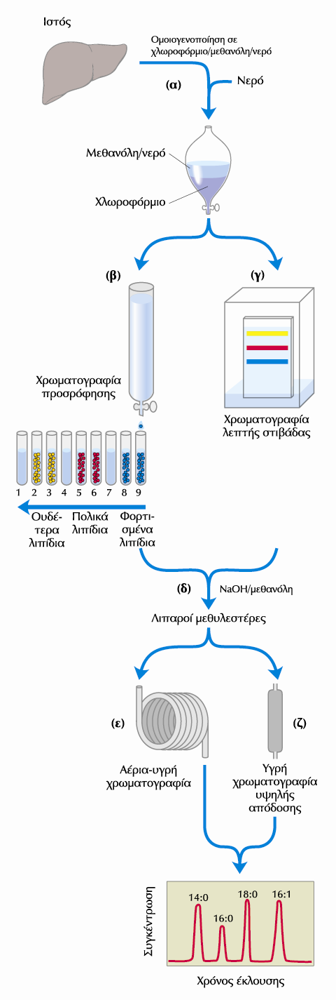 Ιστός
Ομοιογενοποίηση σε
χλωροφόρμιο/μεθανόλη/νερό
(α)
Νερό
Μεθανόλη/νερό
Χλωροφόρμιο
(β)
(γ)
Χρωματογραφία
προσρόφησης
Χρωματογραφία
λεπτής στιβάδας
1 2 3 4 5 6 7 8 9
Ουδέ-
τερα
λιπίδια
Πολικά
λιπίδια
Φορτι-
σμένα
λιπίδια
(δ)
NaOH/μεθανόλη
Λιπαροί μεθυλεστέρες
(ε)
(ζ)
Αέρια-υγρή
χρωματογραφία
Υγρή
χρωματογραφία
υψηλής
απόδοσης
Συγκέντρωση
14:0
16:0
18:0
16:1
Χρόνος έκλουσης